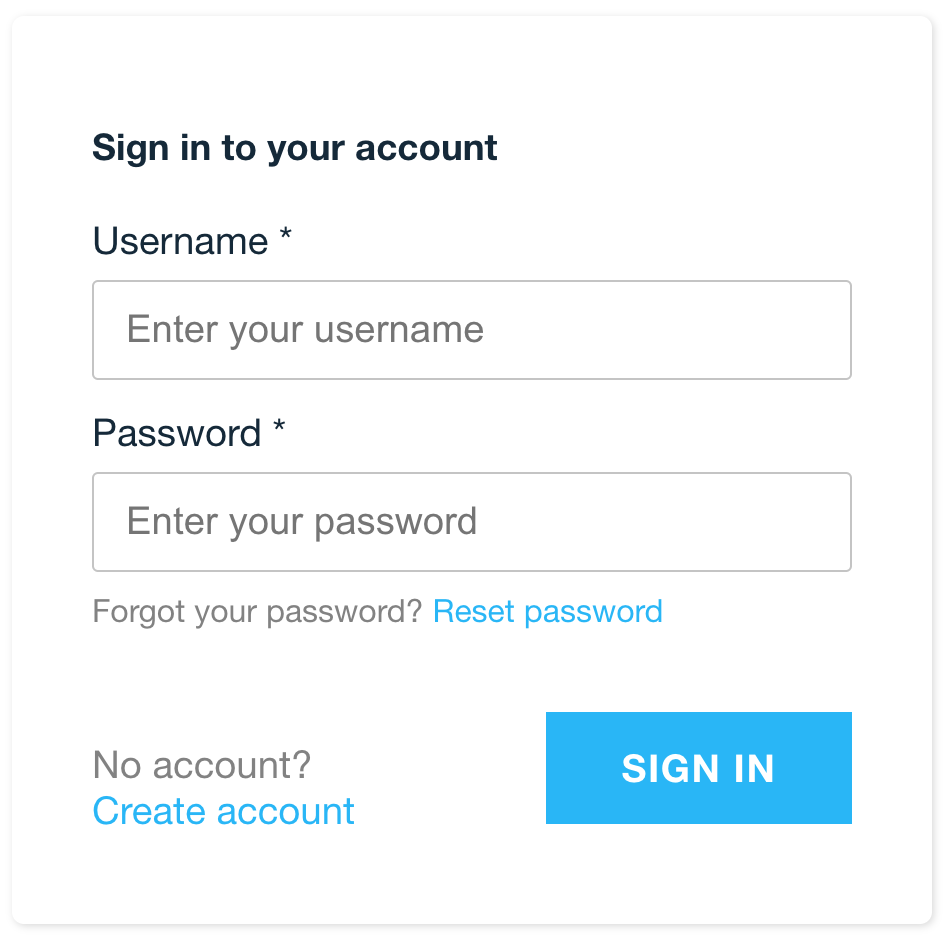 Sign in to your account
Username *
Enter your username
Password *
Enter your password
Forgot your password? Reset password
No account?
Create account
SIGN IN